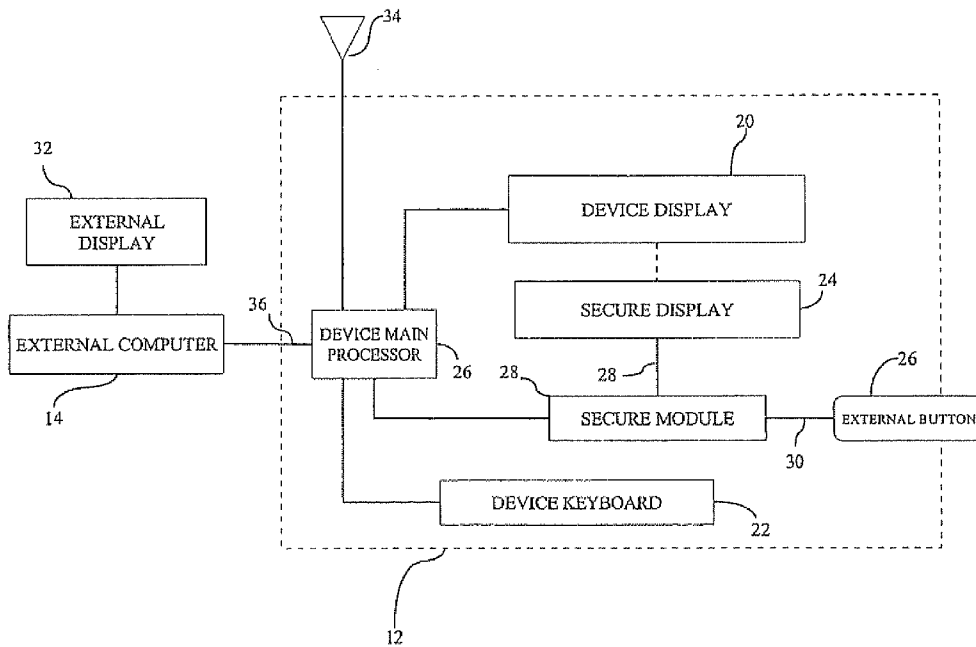 34
20
32
EXTERNAL
DISPLAY
DEVICE DISPLAY
24
SECURE DISPLAY
36
EXTERNAL COMPUTER
DEVICE MAIN
PROCESSOR
26
14
28
28
26
SECURE MODULE
EXTERNAL BUTTON
30
DEVICE KEYBOARD
22
12